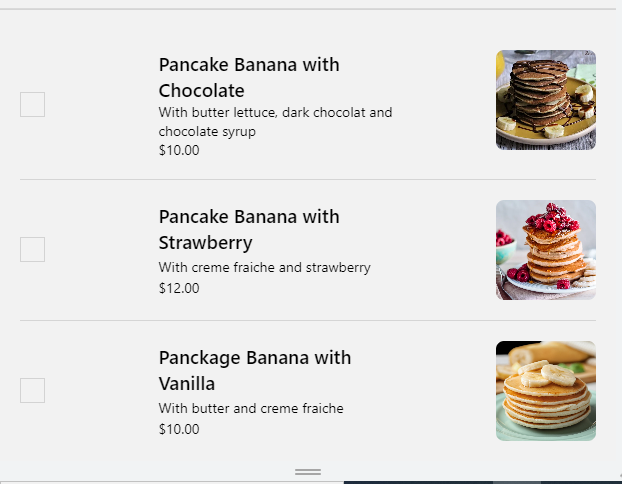 Pancake Banana with
Chocolate
With butter lettuce, dark chocolat and
chocolate syrup
$10.00
Pancake Banana with
Strawberry
With creme fraiche and strawberry
$12.00
Panckage Banana with
Vanilla
With butter and creme fraiche
$10.00